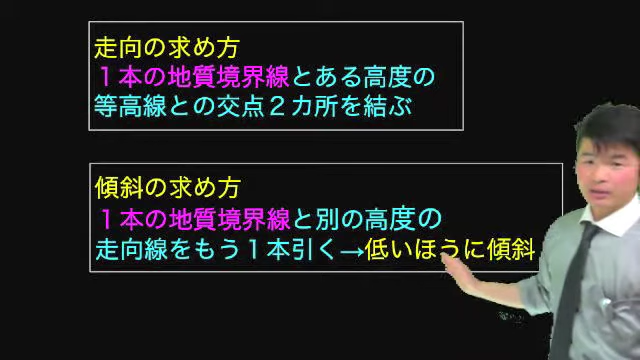 走向の求め方
１本の地質境界線とある高度の
等高線との交点２カ所を結ぶ
傾斜の求め方
１本の地質境界線と別の高度の
走向線をもう１本引く→低いほうに傾斜